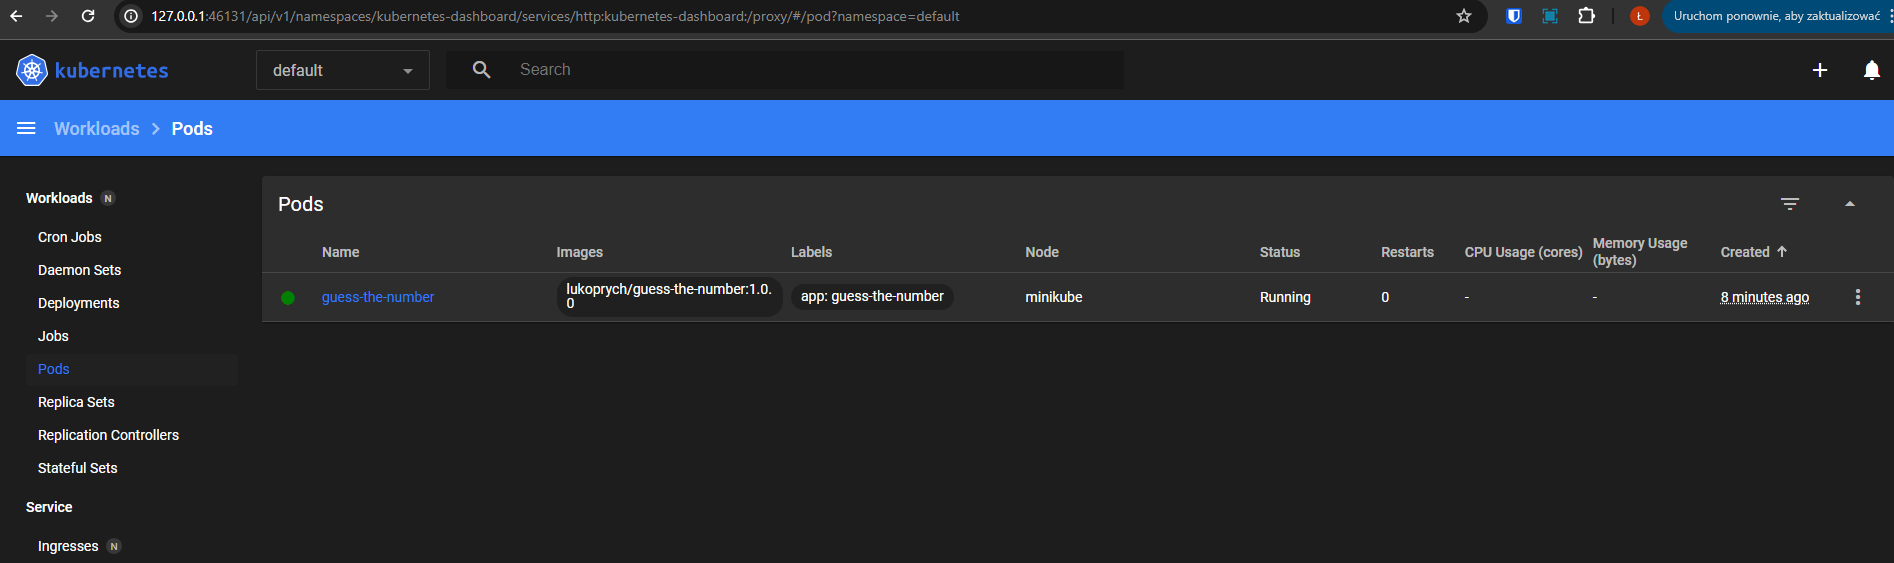 127.0.0.1:46131/api/v1/namespaces/kubernetes-dashboard/services/http:kubernetes-dashboard:/proxy/#/pod?namespace=default
Ł
Uruchom ponownie, aby zaktualizować
kubernetes
default
Search
Workloads
Pods
Workloads N
Cron Jobs
Daemon Sets
Deployments
Jobs
Pods
Replica Sets
Replication Controllers
Stateful Sets
Service
Ingresses N
Pods
Name Images Labels Node Status Restarts CPU Usage (cores) Memory Usage
(bytes) Created
guess-the-number lukoprych/guess-the-number:1.0.
0 app: guess-the-number minikube Running 0 - - 8 minutes ago